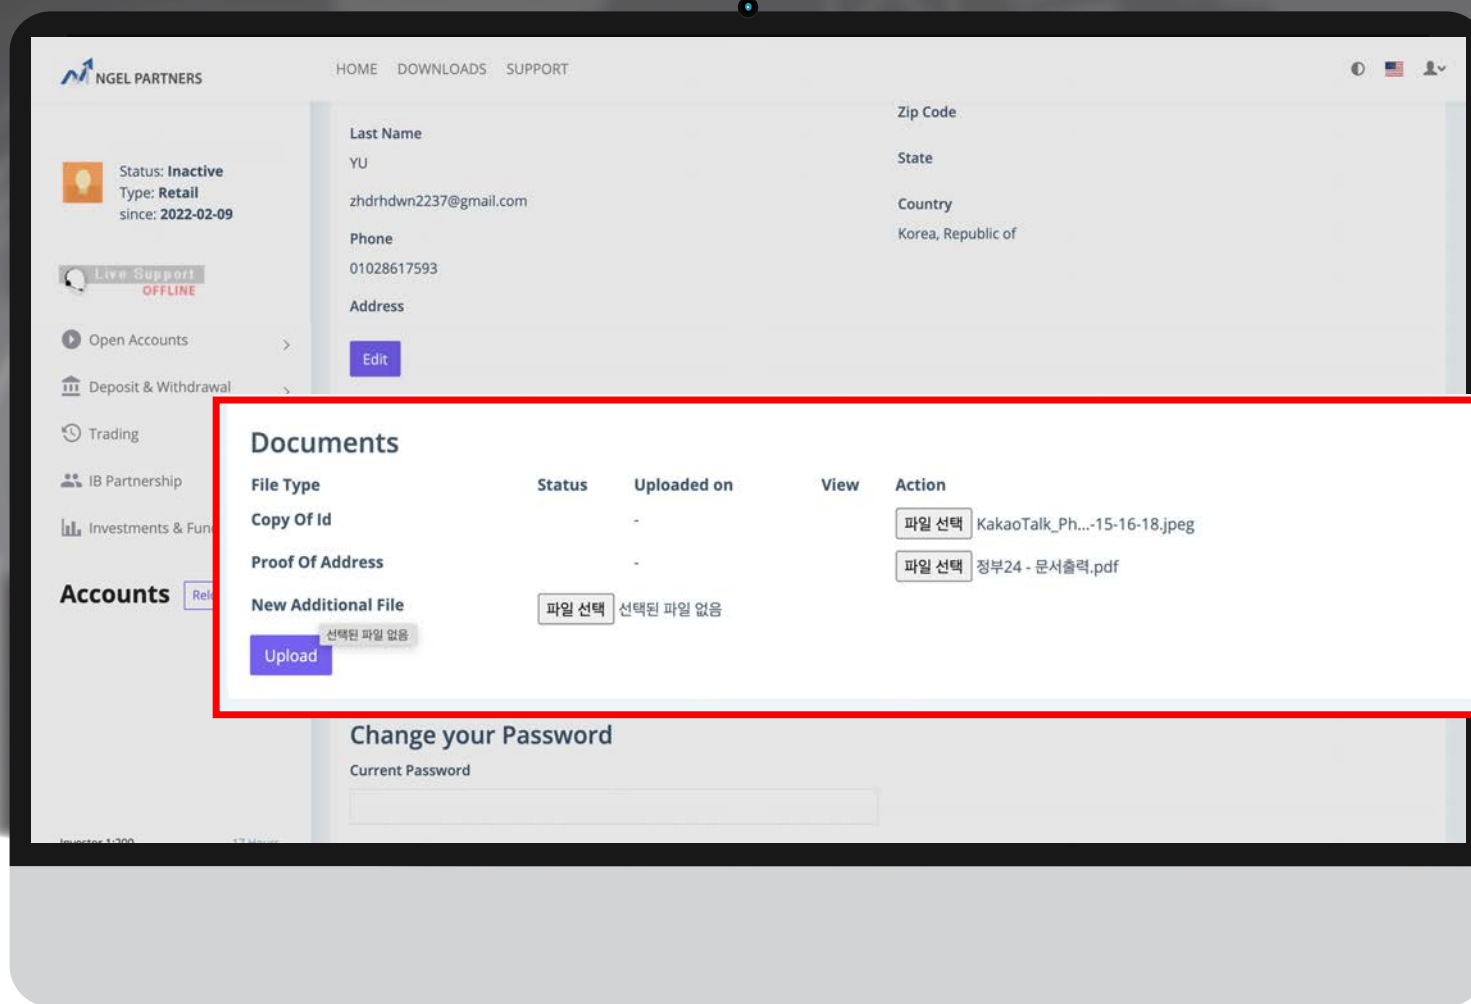 NGEL PARTNERS
HOME DOWNLOADS SUPPORT
Status: Inactive
Type: Retail
since: 2022-02-09
Live Support
OFFLINE
Open Accounts
Deposit & Withdrawal
Trading
IB Partnership
Investments & Fun
Accounts
Last Name
YU
zhdrhdwn2237@gmail.com
Phone
01028617593
Address
Edit
Zip Code
State
Country
Korea, Republic of
Documents
File Type Status Uploaded on View Action
Copy Of Id - 파일 선택 KakaoTalk_Ph...-15-16-18.jpeg
Proof Of Address - 파일 선택 정부24 - 문서출력.pdf
New Additional File 파일 선택 선택된 파일 없음
선택된 파일 없음
Upload
Change your Password
Current Password